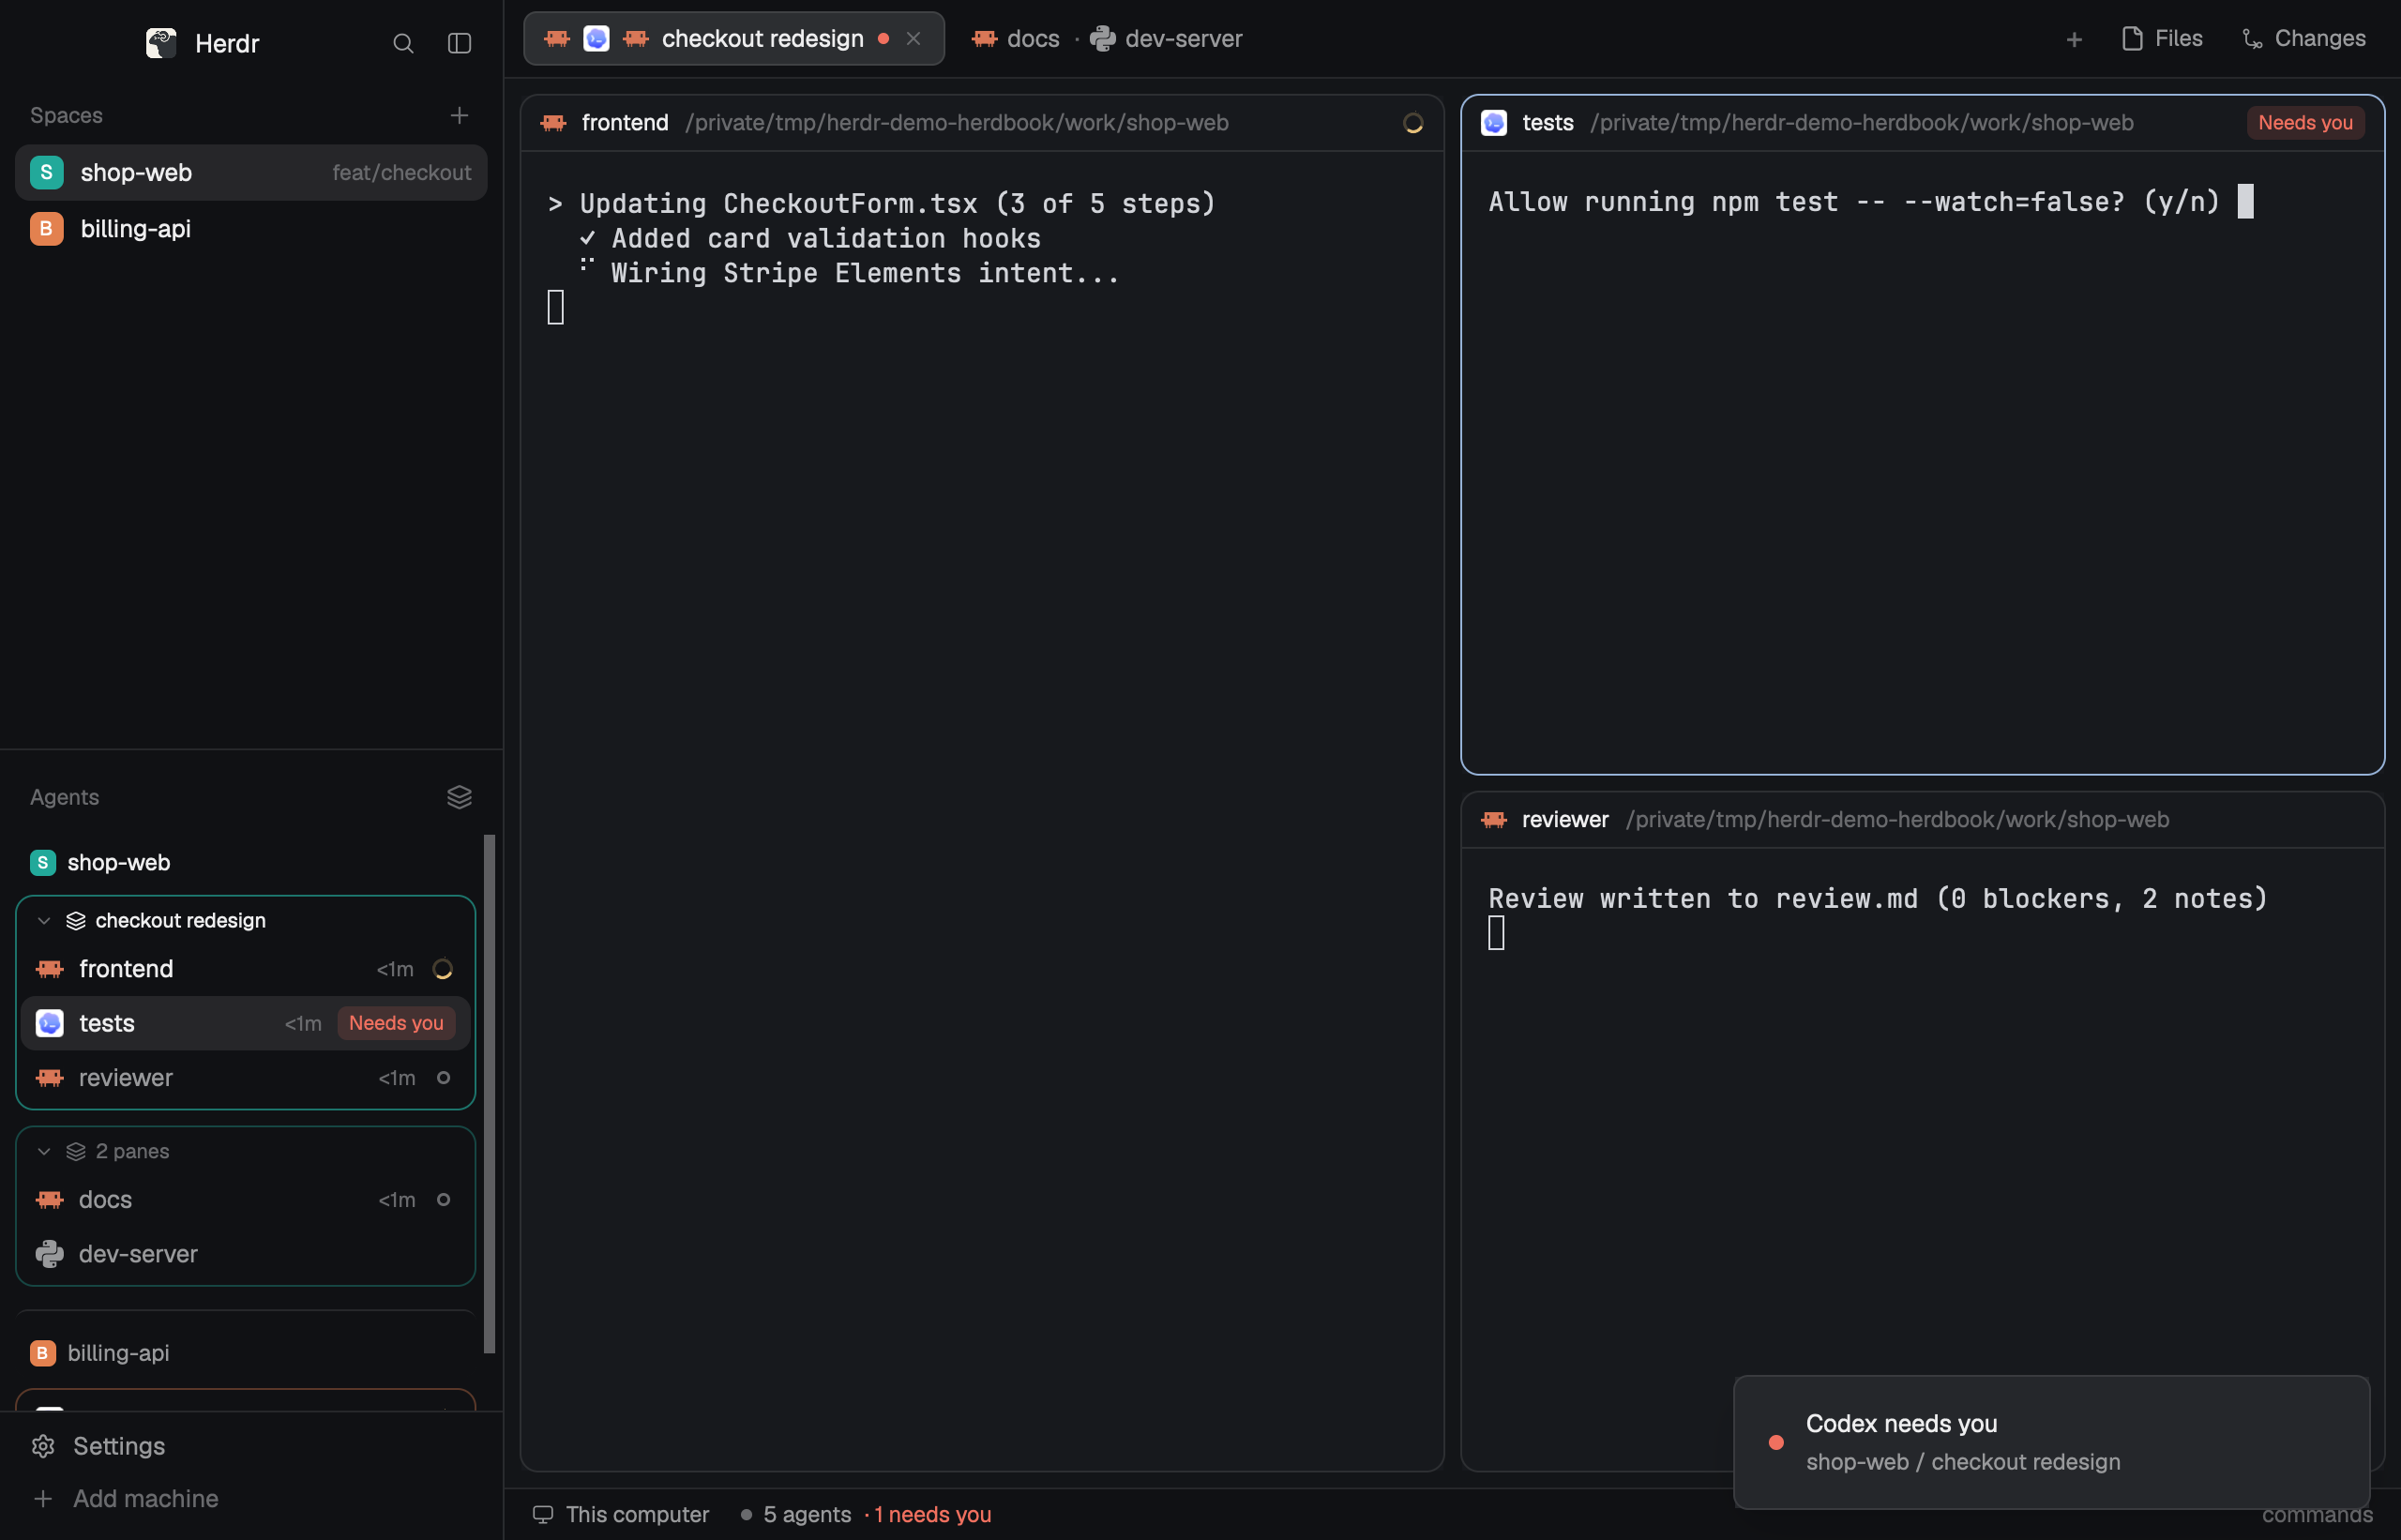 Herdr
Spaces
S shop-web feat/checkout
B billing-api
Agents
S shop-web
checkout redesign
frontend <1m
tests <1m Needs you
reviewer <1m
2 panes
docs <1m
dev-server
B billing-api
Settings
Add machine
checkout redesign
docs · dev-server
Files
Changes
frontend /private/tmp/herdr-demo-herdbook/work/shop-web
> Updating CheckoutForm.tsx (3 of 5 steps)
✓ Added card validation hooks
Wiring Stripe Elements intent...
tests /private/tmp/herdr-demo-herdbook/work/shop-web Needs you
Allow running npm test -- --watch=false? (y/n)
reviewer /private/tmp/herdr-demo-herdbook/work/shop-web
Review written to review.md (0 blockers, 2 notes)
Codex needs you
shop-web / checkout redesign
This computer
5 agents · 1 needs you
commands